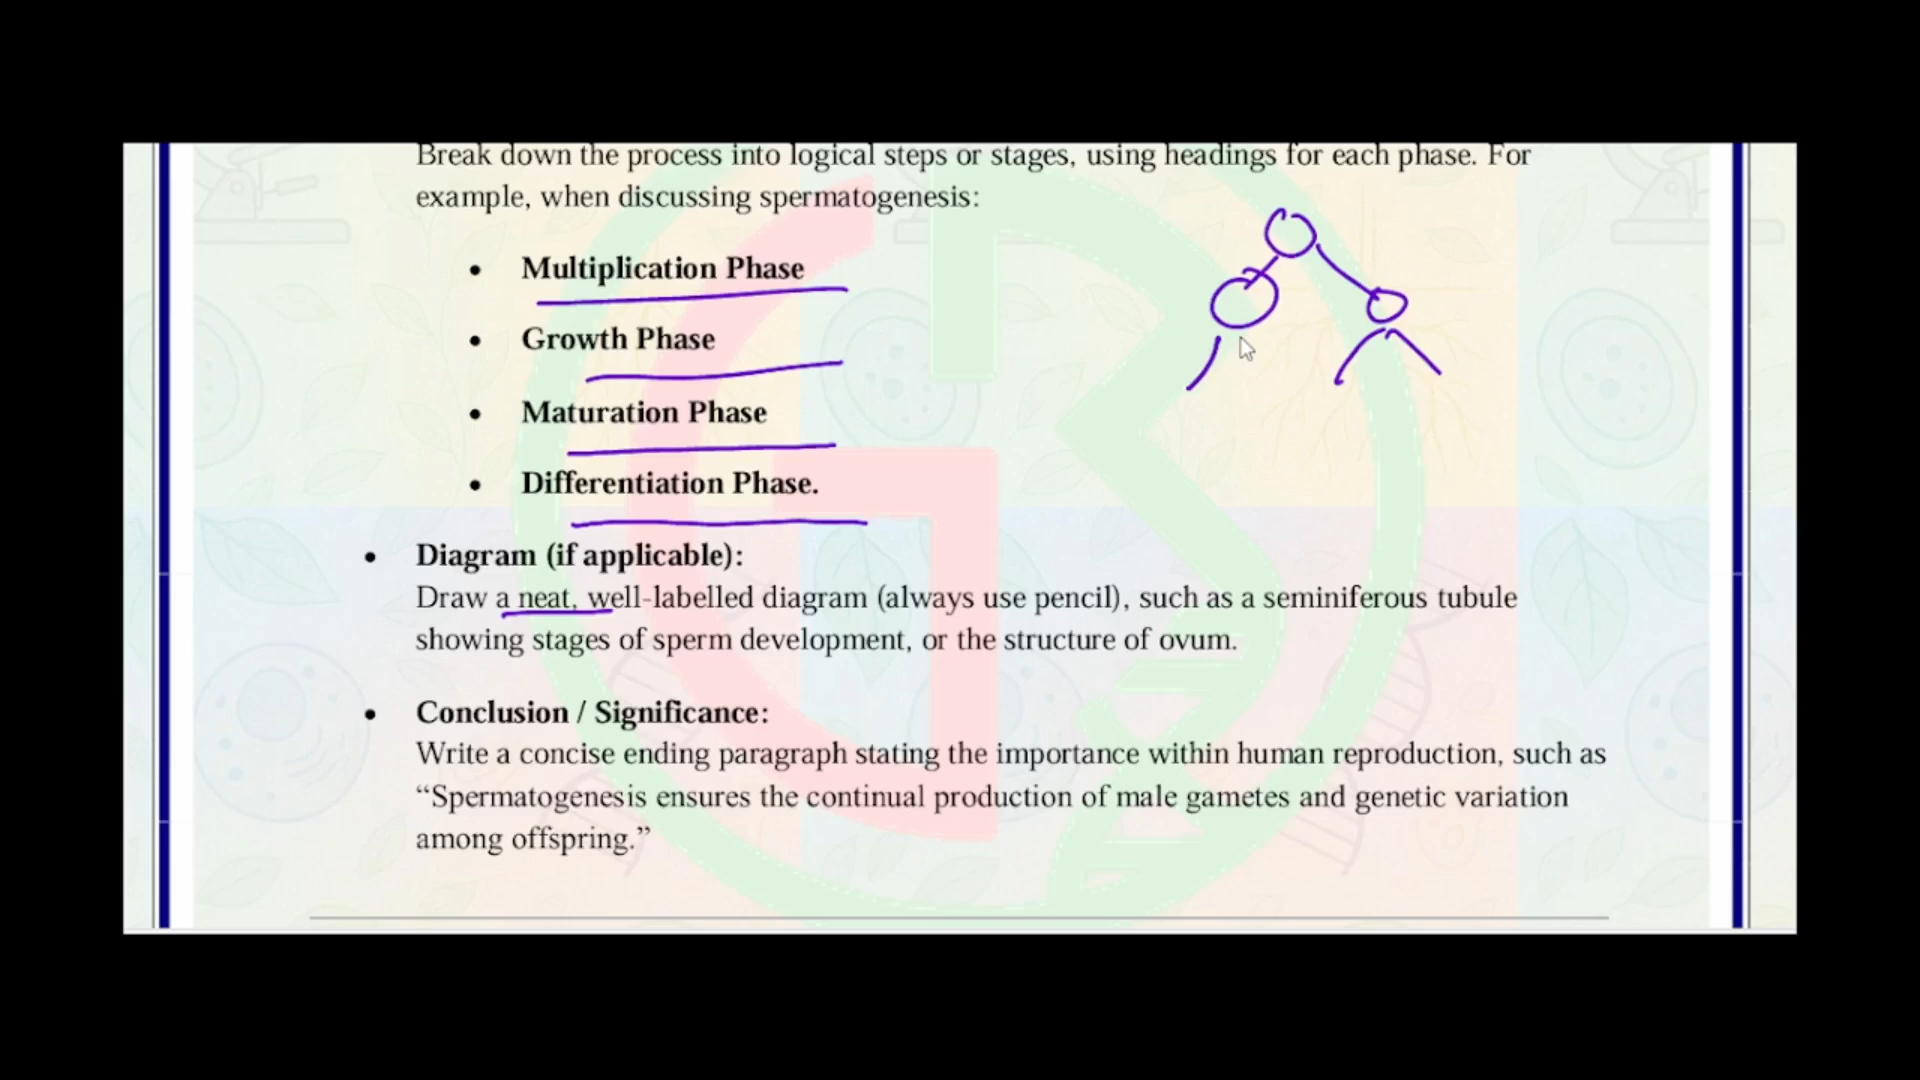 Break down the process into logical steps or stages, using headings for each phase. For
example, when discussing spermatogenesis:
• Multiplication Phase
• Growth Phase
• Maturation Phase
• Differentiation Phase.
• Diagram (if applicable):
Draw a neat, well-labelled diagram (always use pencil), such as a seminiferous tubule
showing stages of sperm development, or the structure of ovum.
• Conclusion / Significance:
Write a concise ending paragraph stating the importance within human reproduction, such as
“Spermatogenesis ensures the continual production of male gametes and genetic variation
among offspring.”